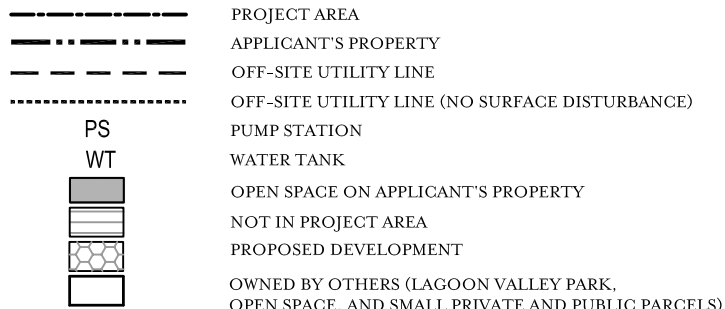 PROJECT AREA
APPLICANT'S PROPERTY
OFF-SITE UTILITY LINE
OFF-SITE UTILITY LINE (NO SURFACE DISTURBANCE)
PS PUMP STATION
WT WATER TANK
OPEN SPACE ON APPLICANT'S PROPERTY
NOT IN PROJECT AREA
PROPOSED DEVELOPMENT
OWNED BY OTHERS (LAGOON VALLEY PARK,
OPEN SPACE, AND SMALL PRIVATE AND PUBLIC PARCELS)